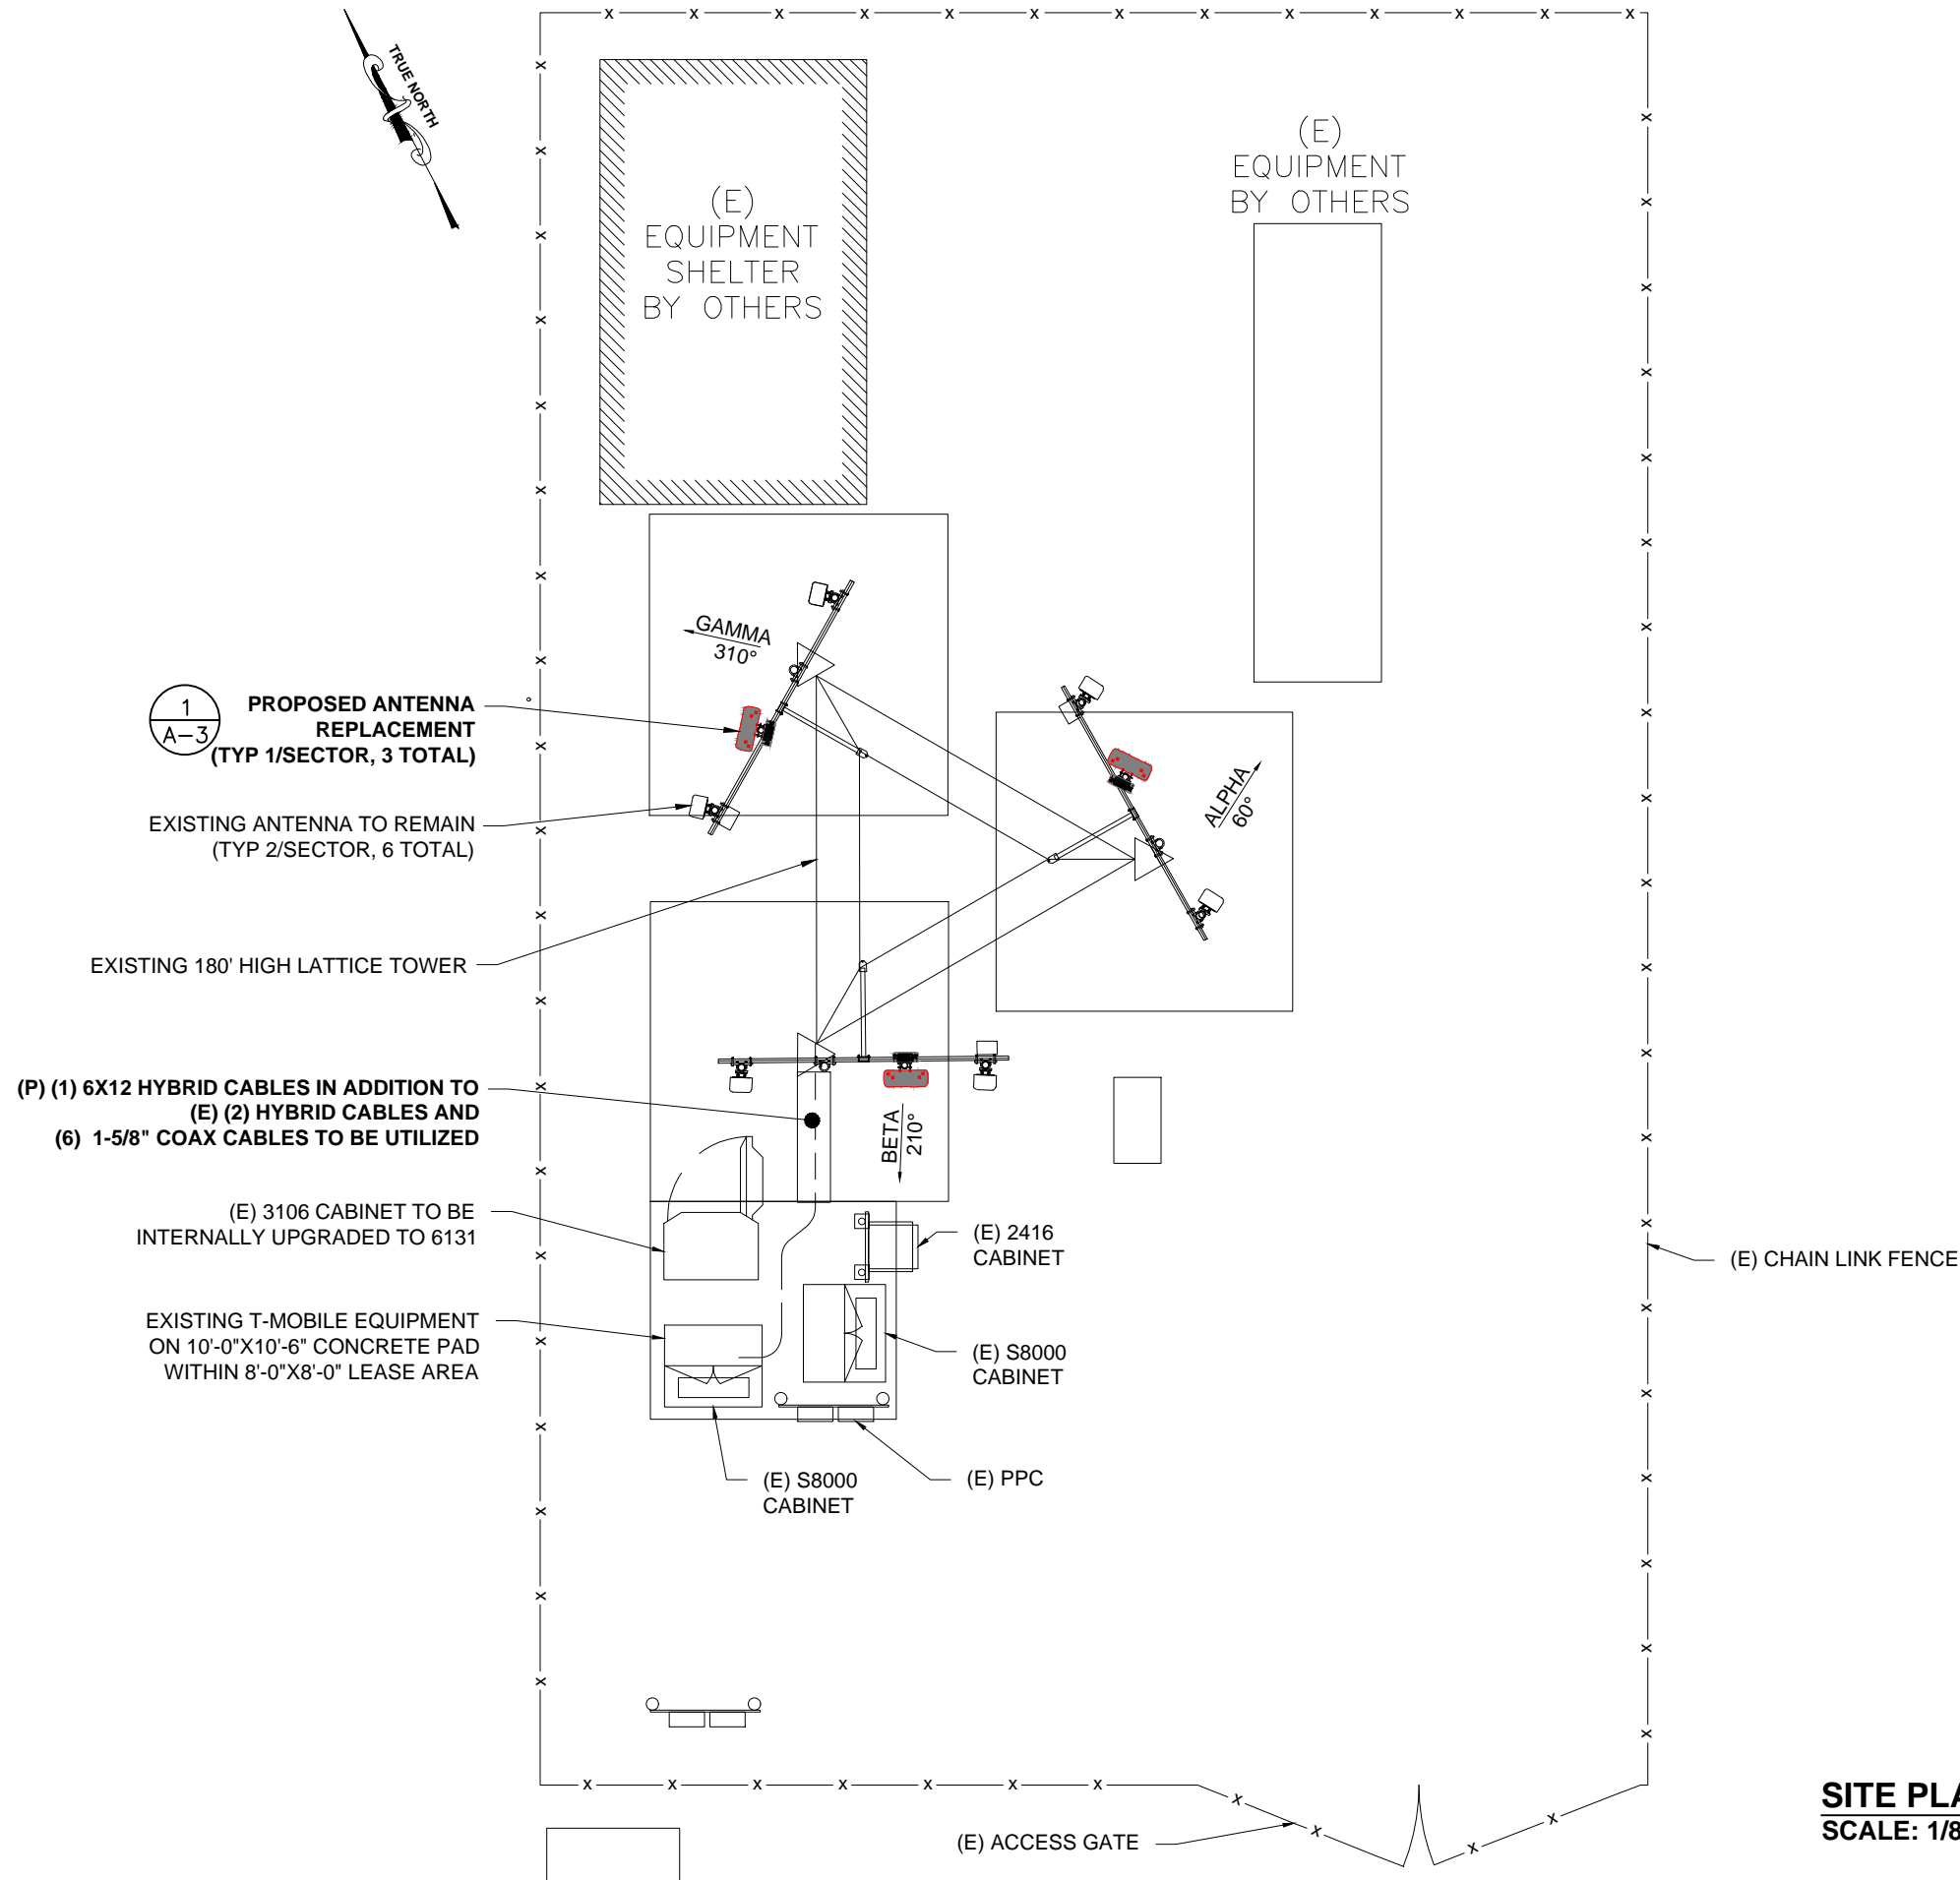 TRUE NORTH
(E)
EQUIPMENT
SHELTER
BY OTHERS
(E)
EQUIPMENT
BY OTHERS
GAMMA
310°
1
A-3
PROPOSED ANTENNA
REPLACEMENT
(TYP 1/SECTOR, 3 TOTAL)
ALPHA
60°
EXISTING ANTENNA TO REMAIN
(TYP 2/SECTOR, 6 TOTAL)
EXISTING 180' HIGH LATTICE TOWER
(P) (1) 6X12 HYBRID CABLES IN ADDITION TO
(E) (2) HYBRID CABLES AND
(6) 1-5/8" COAX CABLES TO BE UTILIZED
BETA
210°
(E) 3106 CABINET TO BE
INTERNALLY UPGRADED TO 6131
(E) 2416
CABINET
(E) CHAIN LINK FENCE
EXISTING T-MOBILE EQUIPMENT
ON 10'-0"X10'-6" CONCRETE PAD
WITHIN 8'-0"X8'-0" LEASE AREA
(E) S8000
CABINET
(E) S8000
CABINET
(E) PPC
(E) ACCESS GATE
SITE PLA
SCALE: 1/8